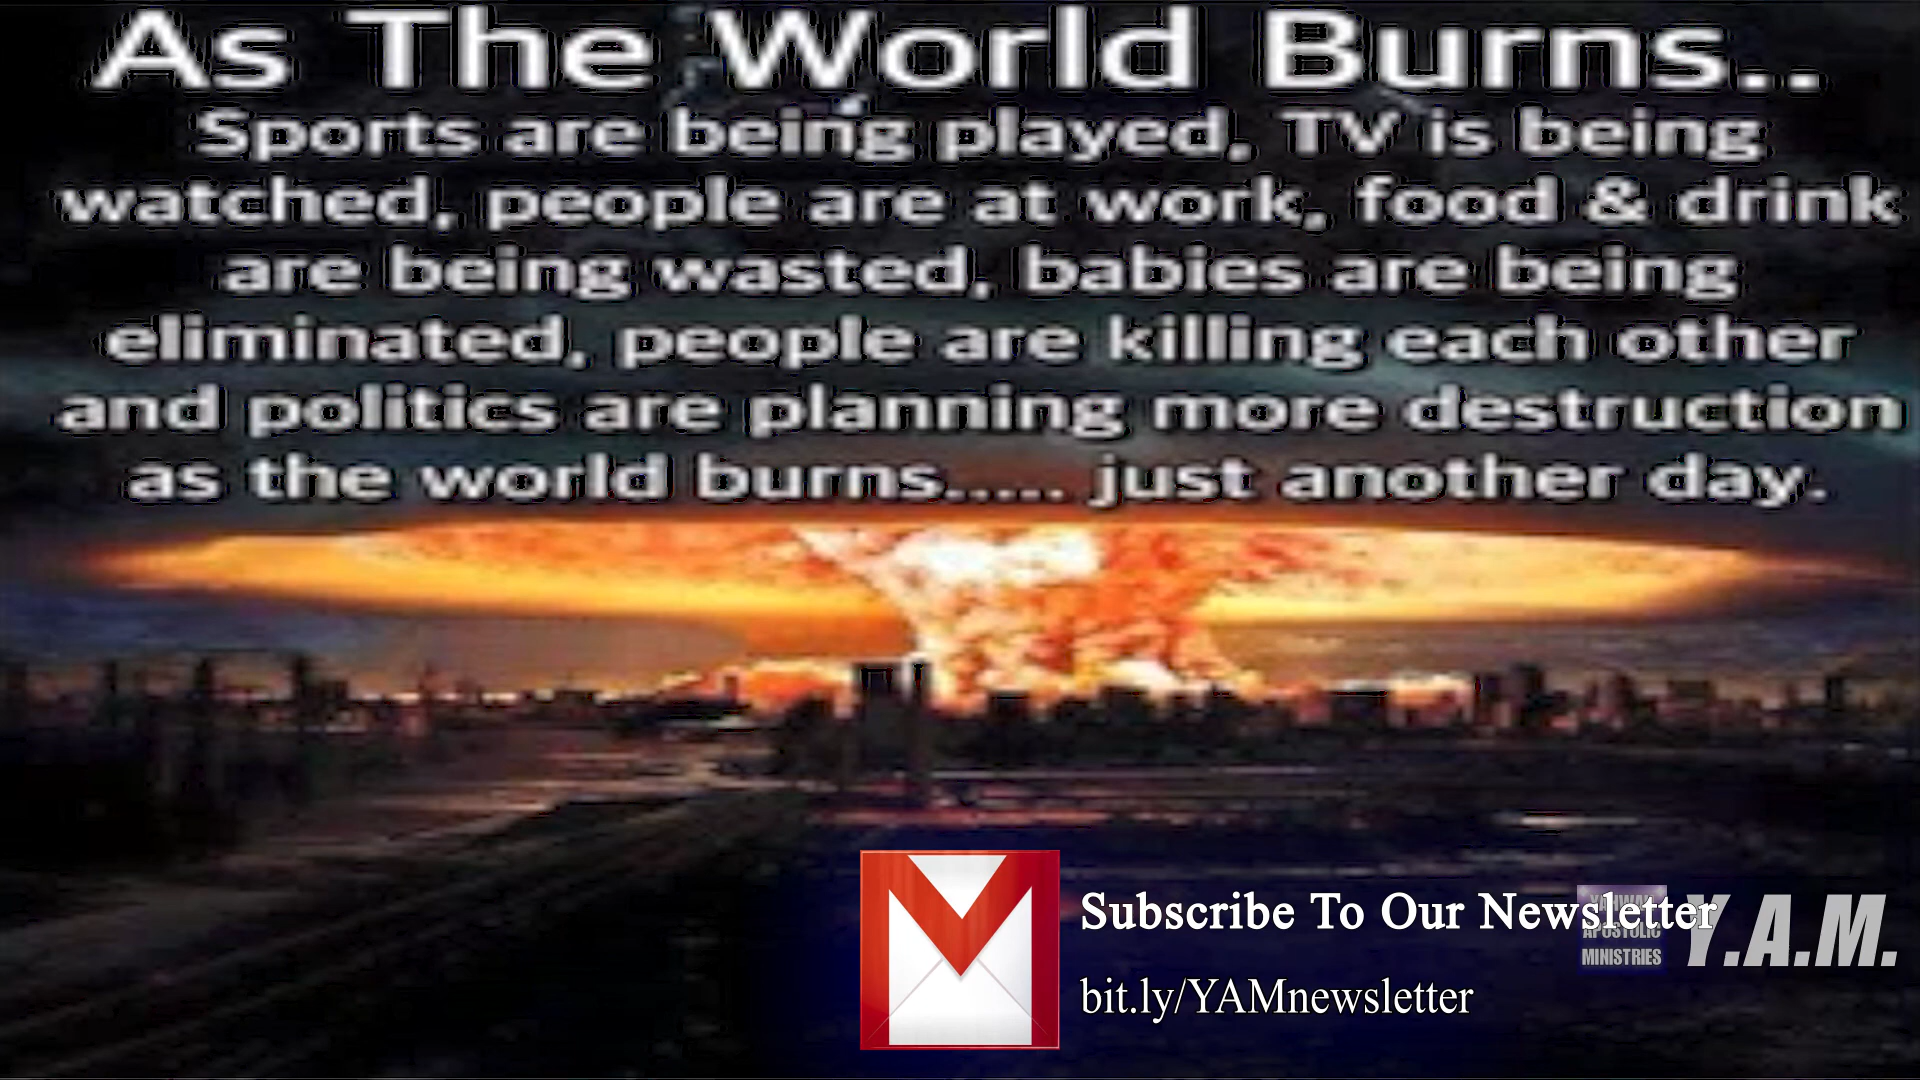 As The World Burns..
Sports are being played, TV is being
watched, people are at work, food & drink
are being wasted, babies are being
eliminated, people are killing each other
and politics are planning more destruction
as the world burns..... just another day.
Subscribe To Our Newsletter
bit.ly/YAMnewsletter
APOSTOLIC
MINISTRIES
Y.A.M.